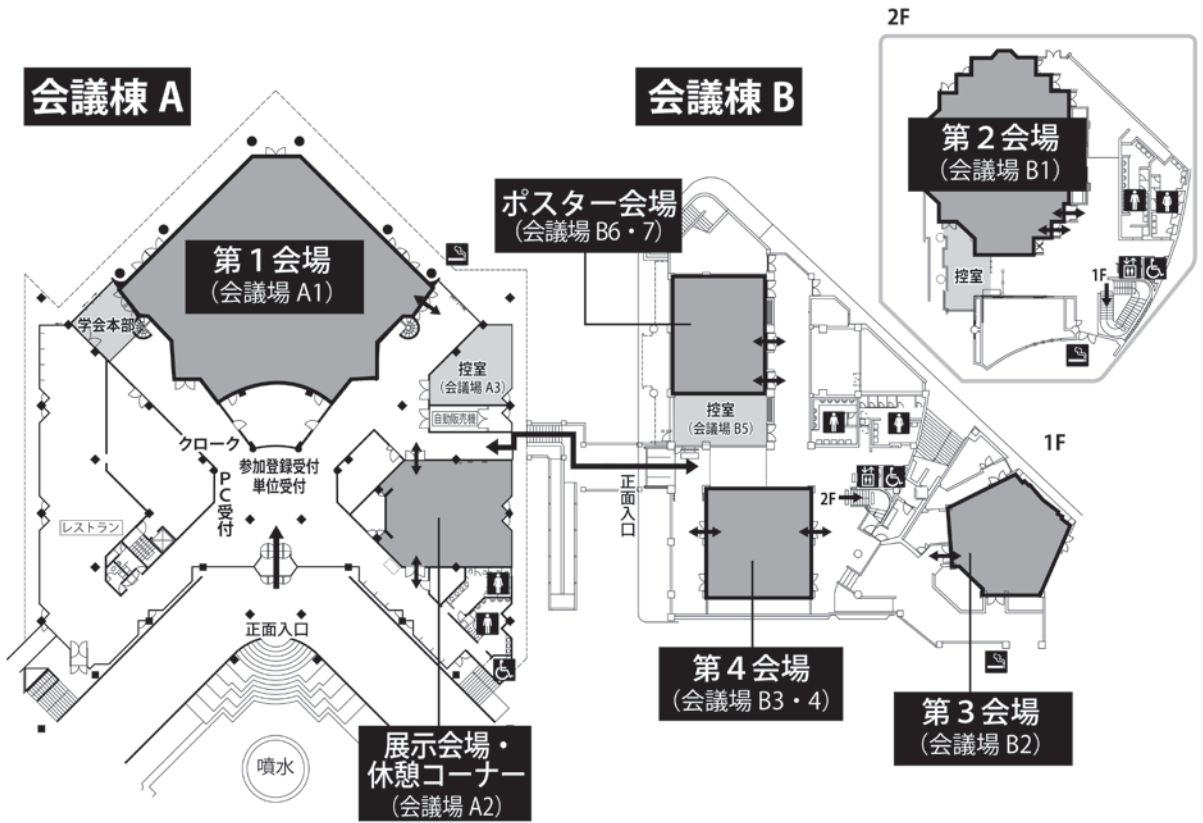 会議棟 A
第 1 会場
(会議場 A1)
学会本部
控室
(会議場 A3)
自動販売機
クローク
参加登録受付
単位受付
PC受付
レストラン
正面入口
噴水
展示会場・
休憩コーナー
(会議場 A2)
会議棟 B
ポスター会場
(会議場 B6・7)
控室
(会議場 B5)
正面入口
2F
1F
第 4 会場
(会議場 B3・4)
第 3 会場
(会議場 B2)
2F
第 2 会場
(会議場 B1)
控室
1F